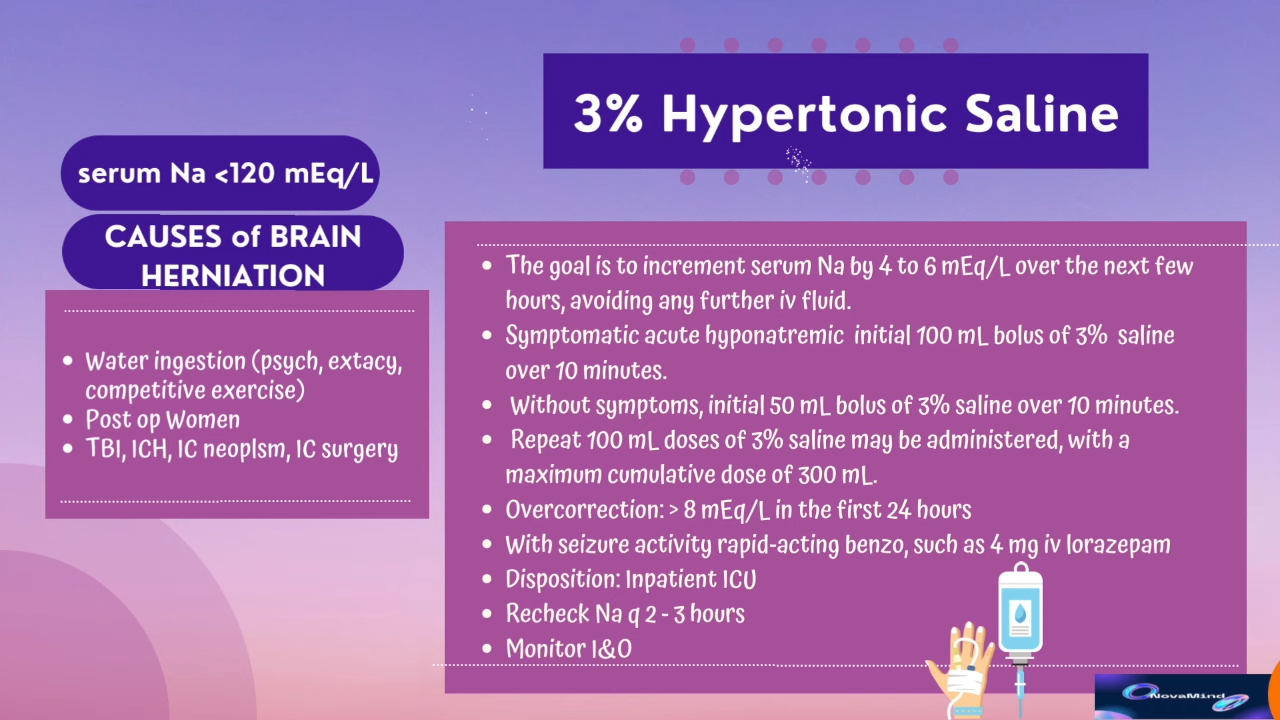 3% Hypertonic Saline
serum Na <120 mEq/L
CAUSES of BRAIN
HERNIATION
• Water ingestion (psych, extacy,
competitive exercise)
• Post op Women
• TBI, ICH, IC neoplsm, IC surgery
• The goal is to increment serum Na by 4 to 6 mEq/L over the next few
hours, avoiding any further iv fluid.
• Symptomatic acute hyponatremic initial 100 mL bolus of 3% saline
over 10 minutes.
• Without symptoms, initial 50 mL bolus of 3% saline over 10 minutes.
• Repeat 100 mL doses of 3% saline may be administered, with a
maximum cumulative dose of 300 mL.
• Overcorrection: > 8 mEq/L in the first 24 hours
• With seizure activity rapid-acting benzo, such as 4 mg iv lorazepam
• Disposition: Inpatient ICU
• Recheck Na q 2 - 3 hours
• Monitor I&O
NovaMind